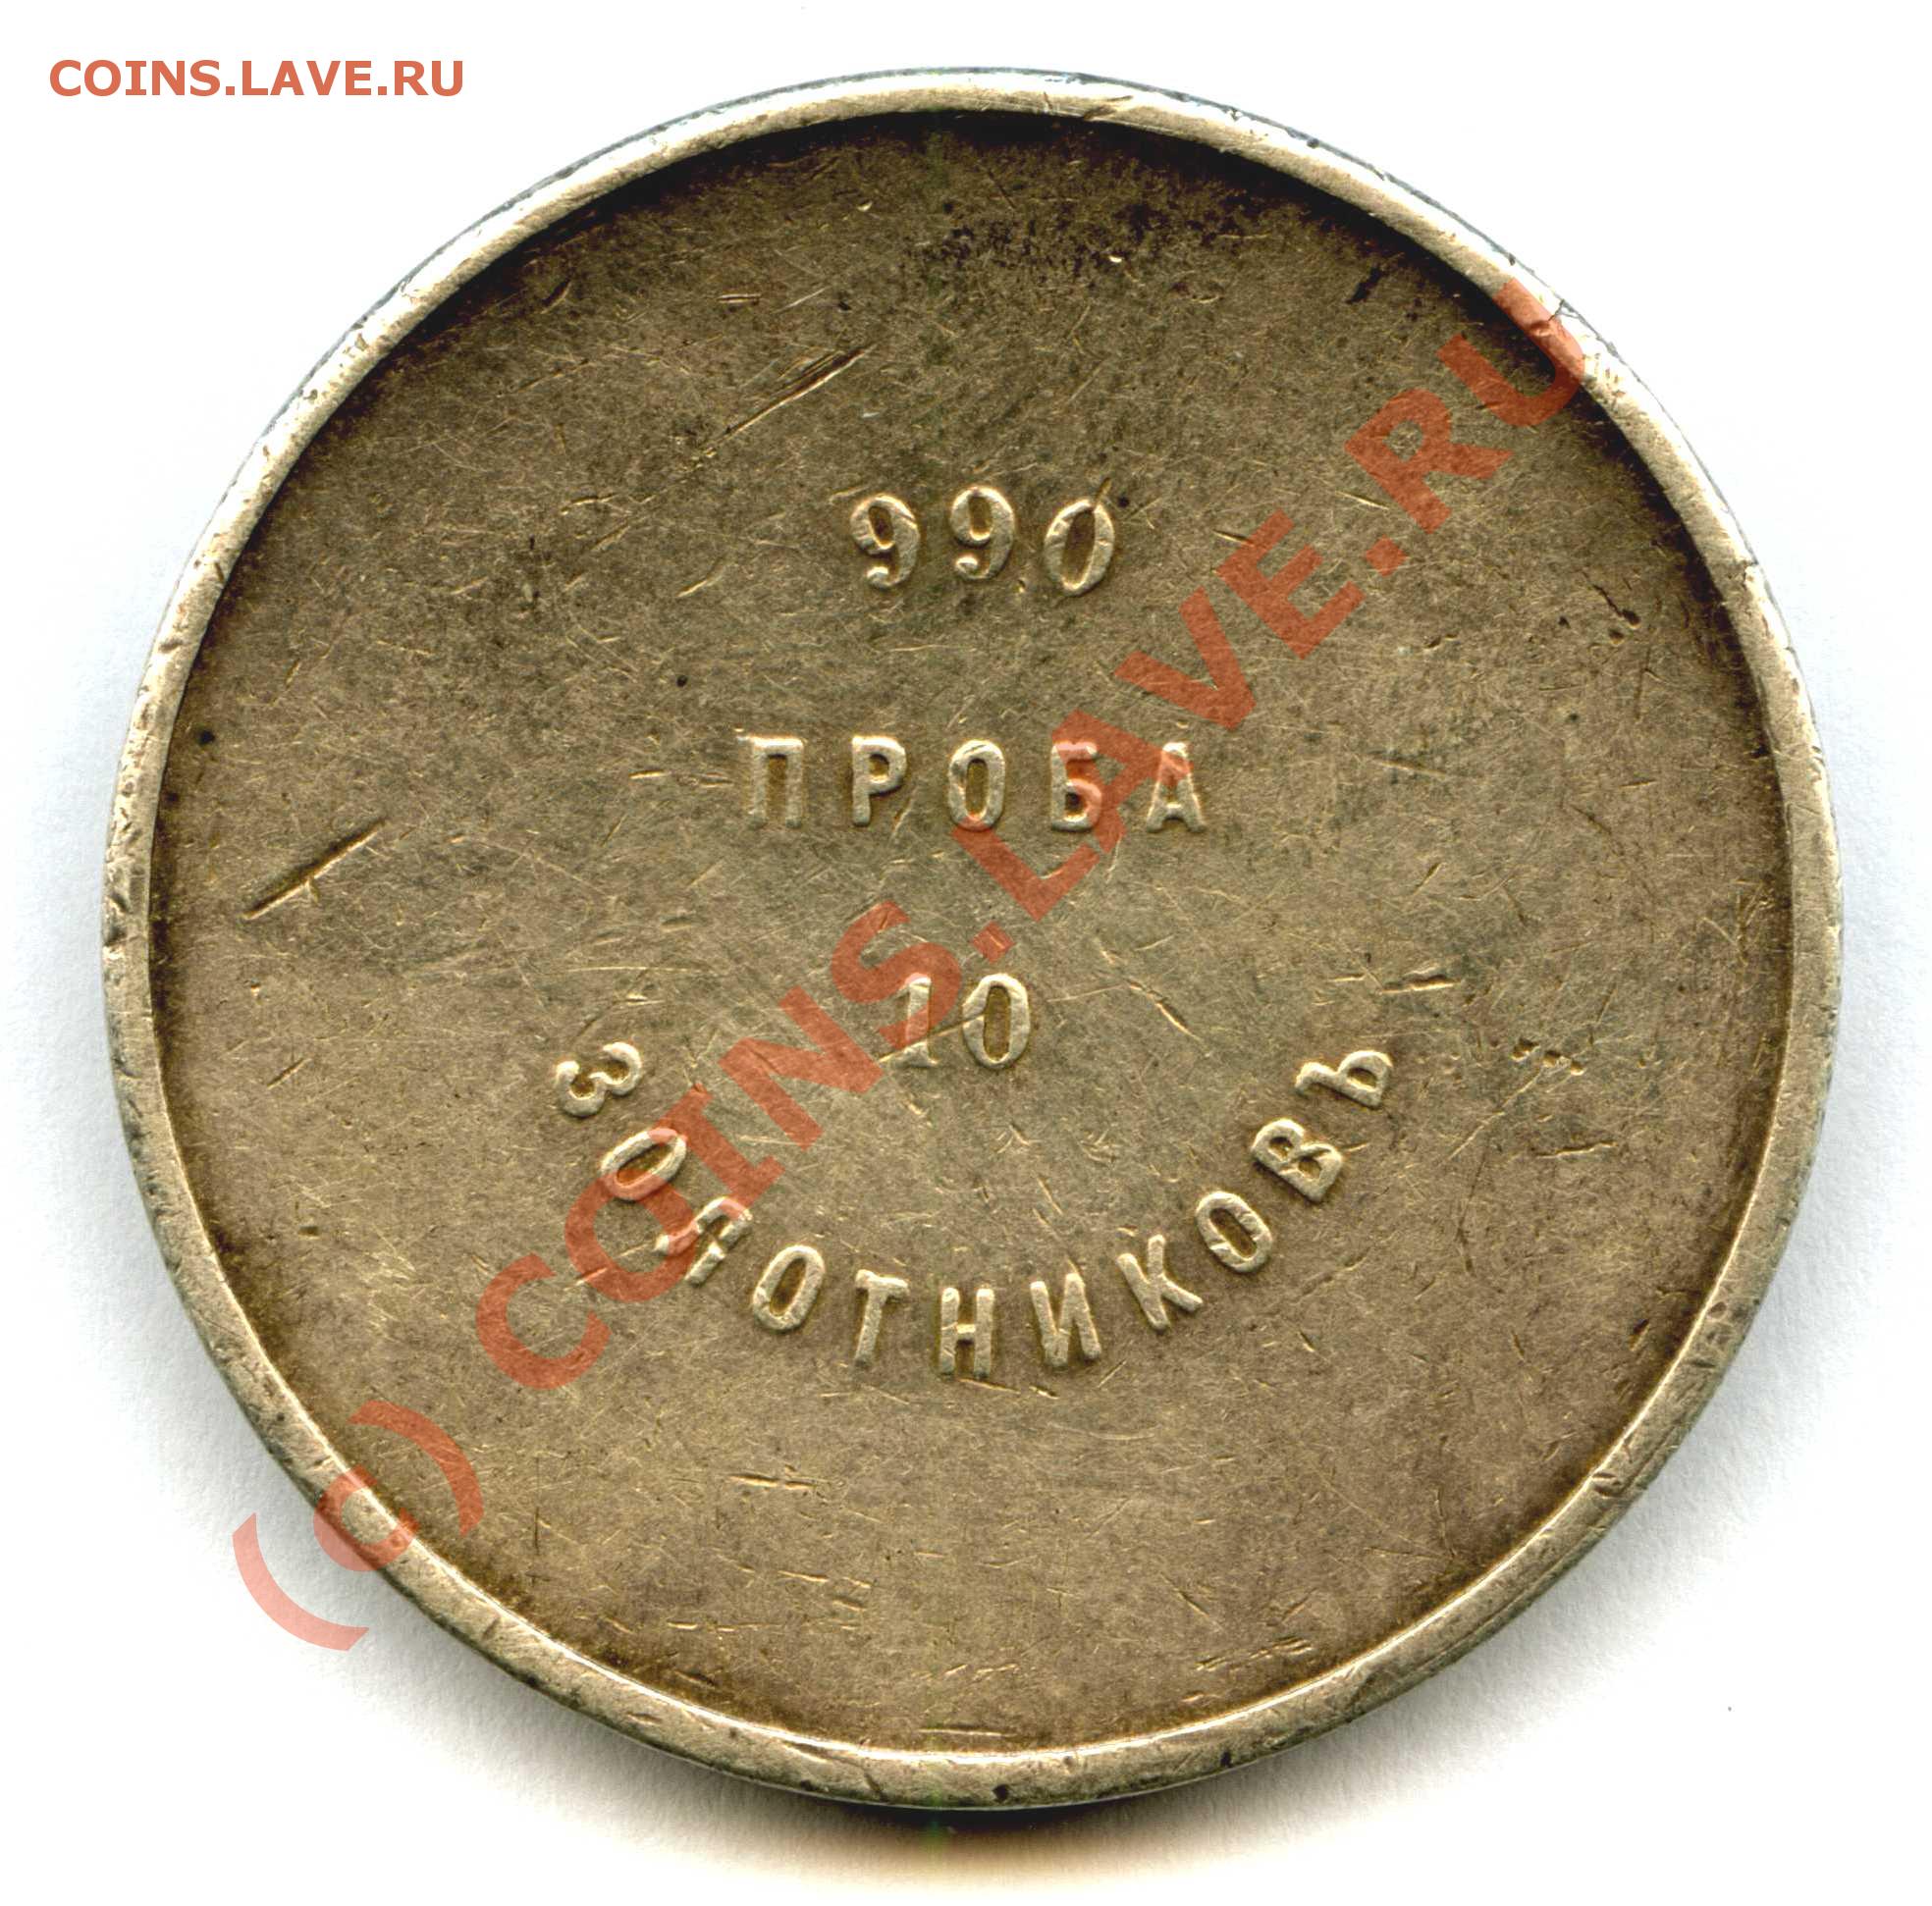 COINS.LAVE.RU
990
ПРОБА
10
ЗОЛОТНИКОВЪ
(c) COINS.LAVE.RU